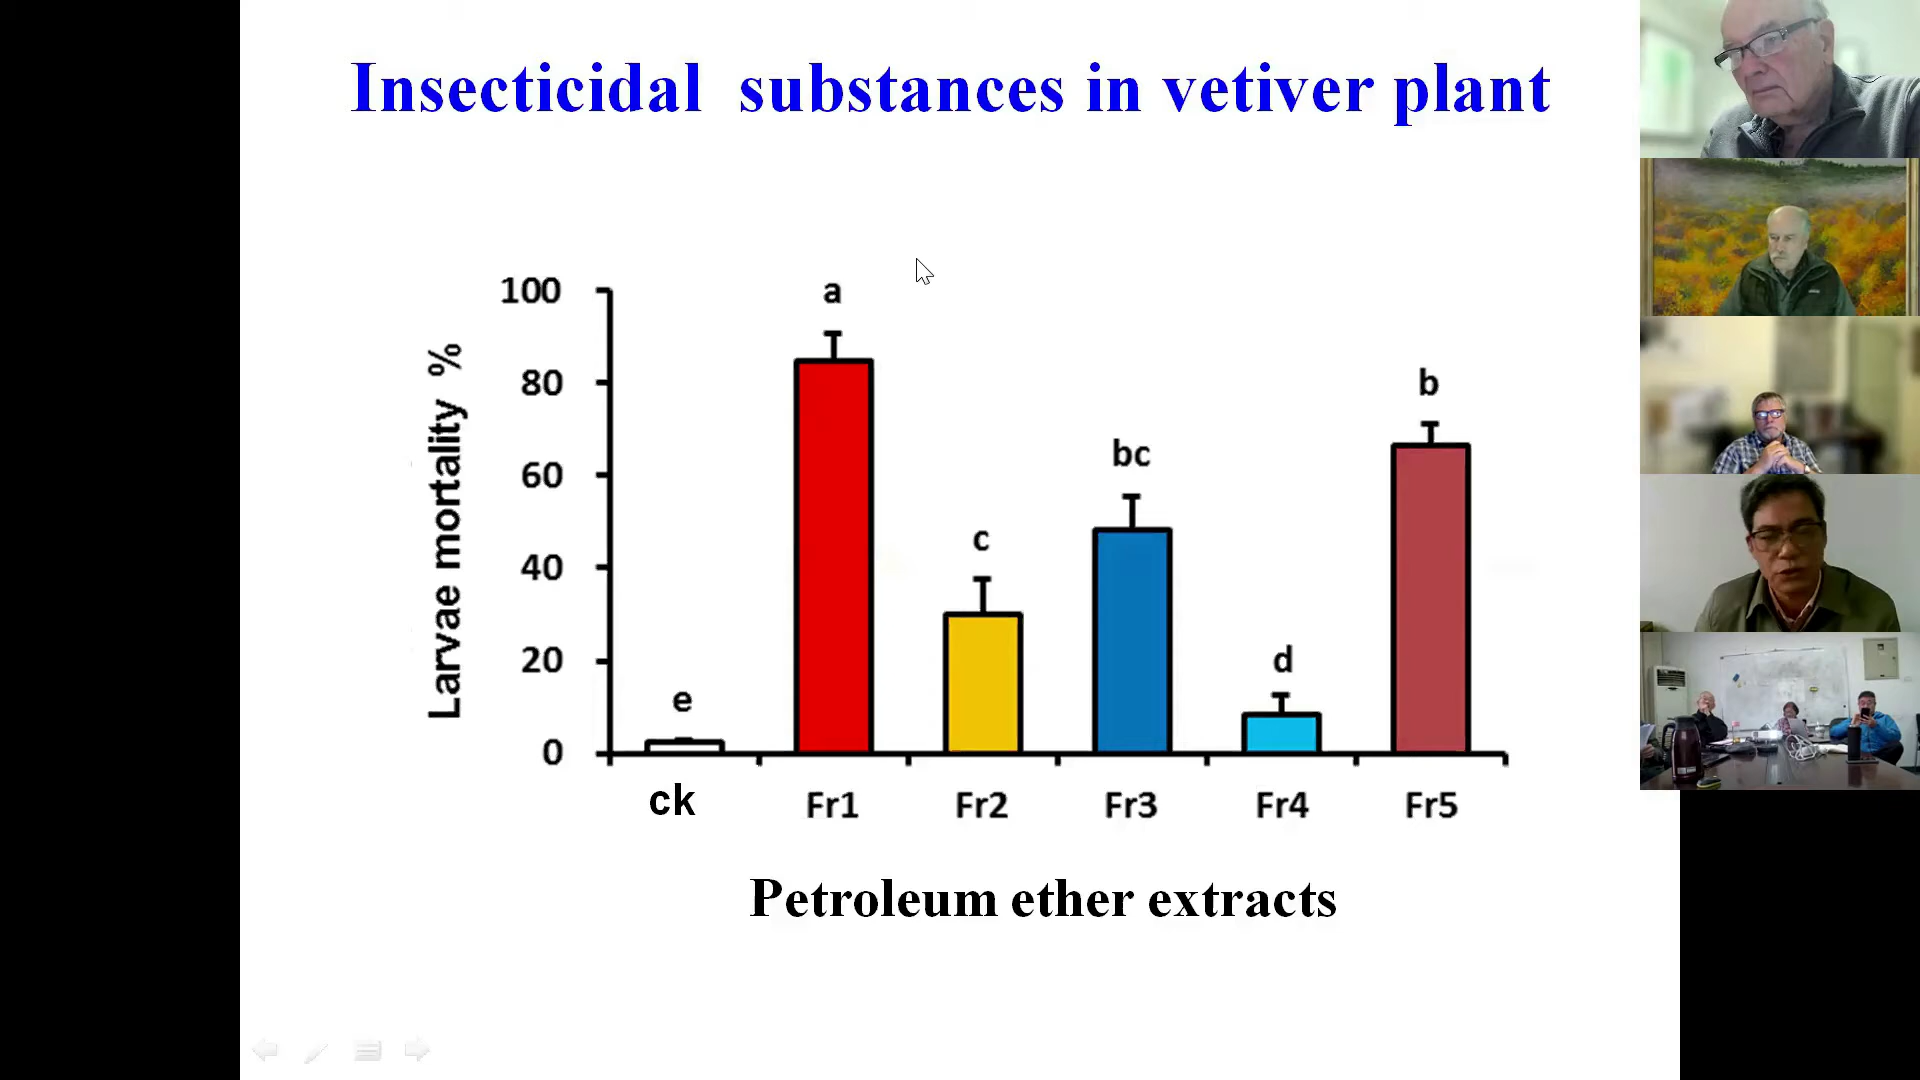 Insecticidal substances in vetiver plant
Larvae mortality %
100
80
60
40
20
0
a
b
bc
c
d
e
ck
Fr1
Fr2
Fr3
Fr4
Fr5
Petroleum ether extracts